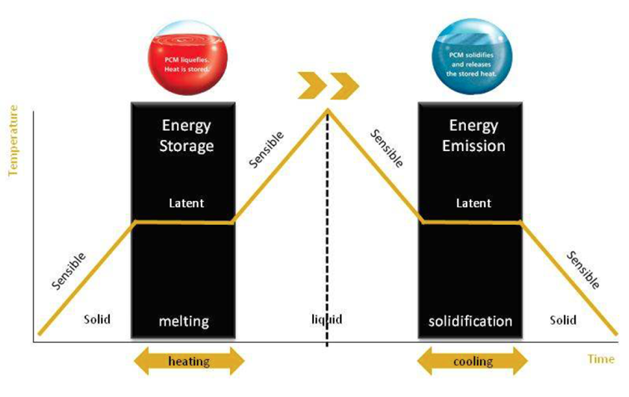 PCM liquefies.
Heat is stored.
PCM solidifies
and releases
the stored heat.
Temperature
Energy
Storage
Sensible
Sensible
Energy
Emission
Latent
Latent
Sensible
Sensible
Solid
melting
liquid
solidification
Solid
heating
cooling
Time